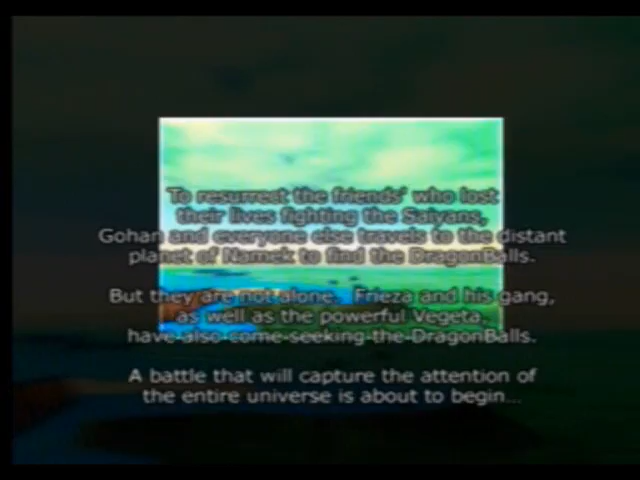 To resurrect the friends' who lost
their lives fighting the Saiyans,
Gohan and everyone else travels to the distant
planet of Namek to find the DragonBalls.
But they are not alone. Frieza and his gang,
as well as the powerful Vegeta
have also come seeking the DragonBalls.
A battle that will capture the attention of
the entire universe is about to begin...